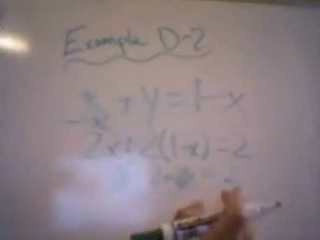 Example D-2
+ y = 1 - x
2x + 2(1-x) = 2